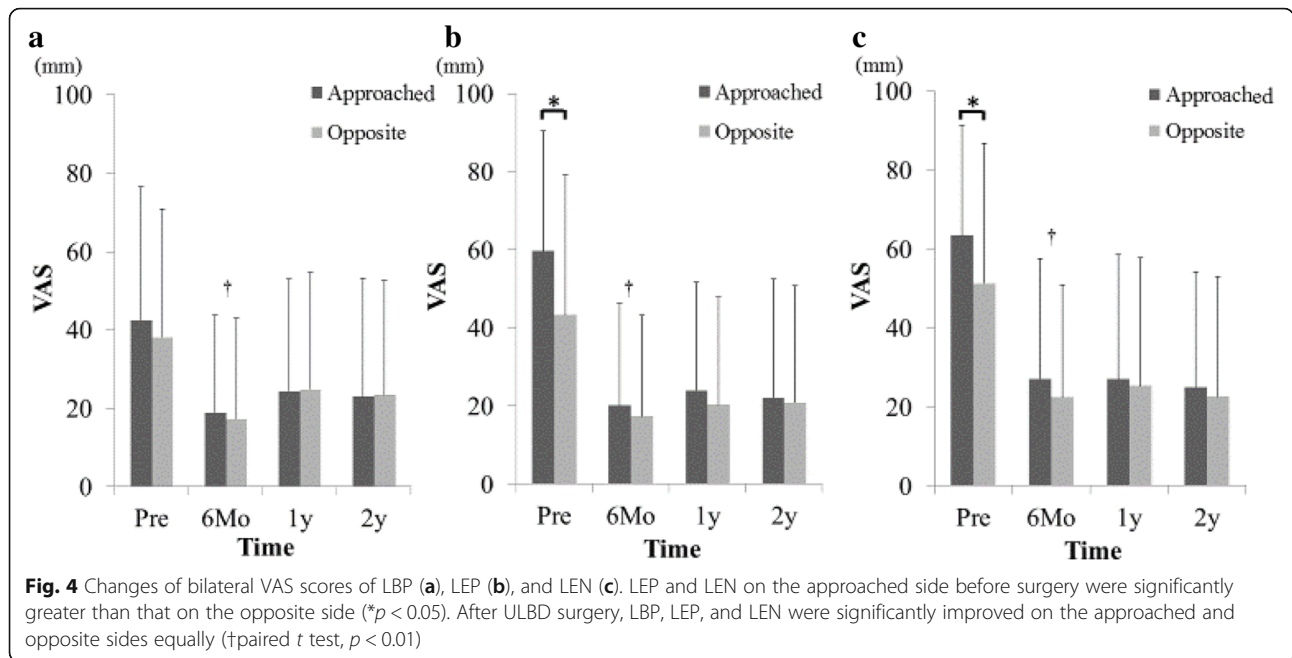 a
(mm)
100
80
60
40
20
0
VAS
Approached
Opposite
†
Pre 6Mo 1y 2y
Time
b
(mm)
100
80
60
40
20
0
VAS
*
Approached
Opposite
†
Pre 6Mo 1y 2y
Time
c
(mm)
100
80
60
40
20
0
VAS
*
Approached
Opposite
†
Pre 6Mo 1y 2y
Time
Fig. 4 Changes of bilateral VAS scores of LBP (a), LEP (b), and LEN (c). LEP and LEN on the approached side before surgery were significantly
greater than that on the opposite side (*p < 0.05). After ULBD surgery, LBP, LEP, and LEN were significantly improved on the approached and
opposite sides equally (†paired t test, p < 0.01)